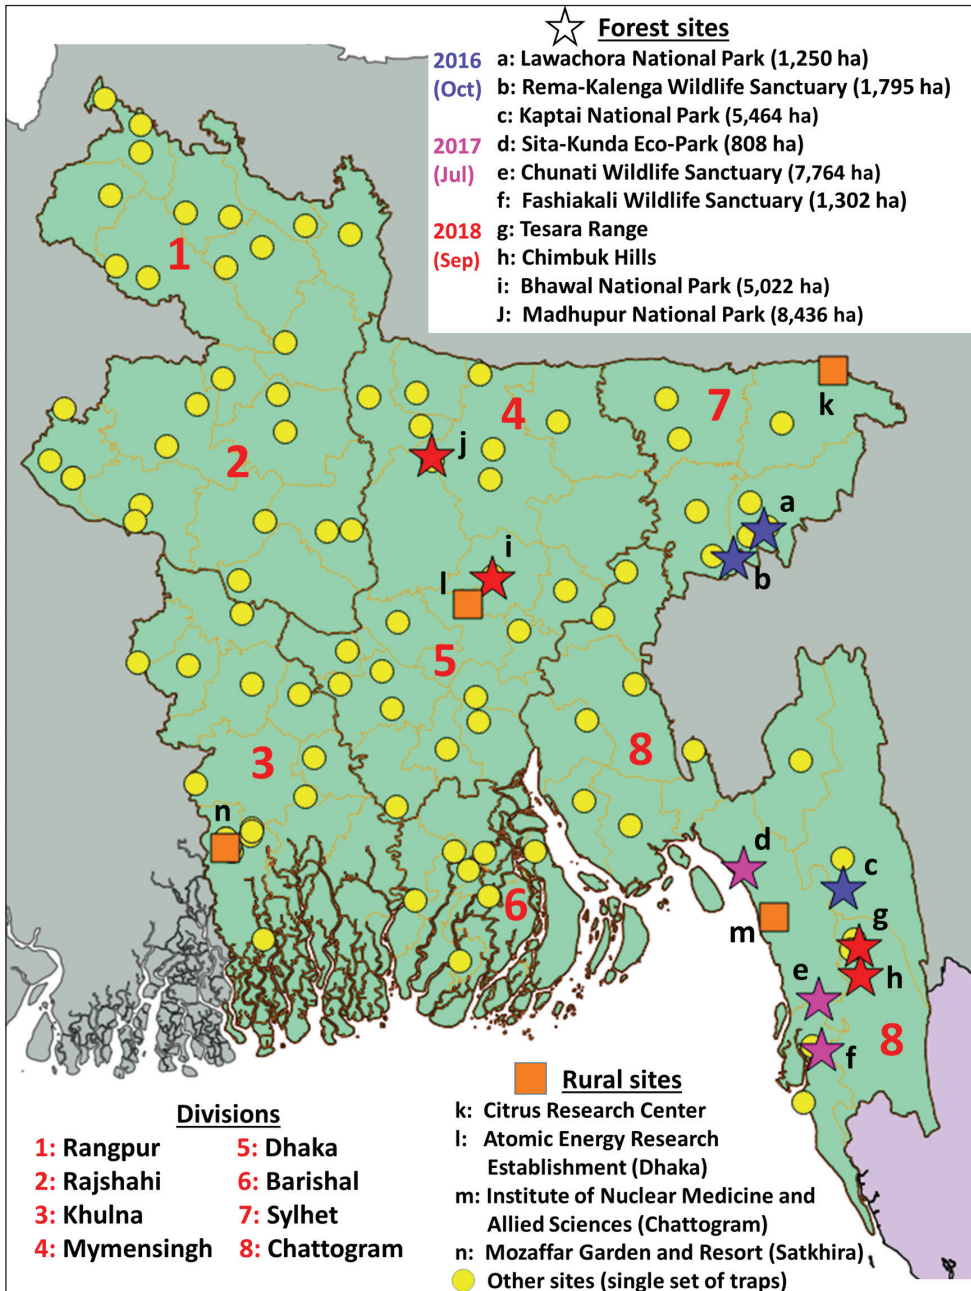 Forest sites
2016 a: Lawachora National Park (1,250 ha)
(Oct) b: Rema-Kalenga Wildlife Sanctuary (1,795 ha)
c: Kaptai National Park (5,464 ha)
2017 d: Sita-Kunda Eco-Park (808 ha)
(Jul) e: Chunati Wildlife Sanctuary (7,764 ha)
f: Fashiakali Wildlife Sanctuary (1,302 ha)
2018 g: Tesara Range
(Sep) h: Chimbuk Hills
i: Bhawal National Park (5,022 ha)
J: Madhupur National Park (8,436 ha)
1
4
7
k
j
2
a
i
b
l
5
3
8
n
d
c
6
g
m
e
h
f
8
Divisions
1: Rangpur
2: Rajshahi
3: Khulna
4: Mymensingh
5: Dhaka
6: Barishal
7: Sylhet
8: Chattogram
Rural sites
k: Citrus Research Center
l: Atomic Energy Research
Establishment (Dhaka)
m: Institute of Nuclear Medicine and
Allied Sciences (Chattogram)
n: Mozaffar Garden and Resort (Satkhira)
Other sites (single set of traps)